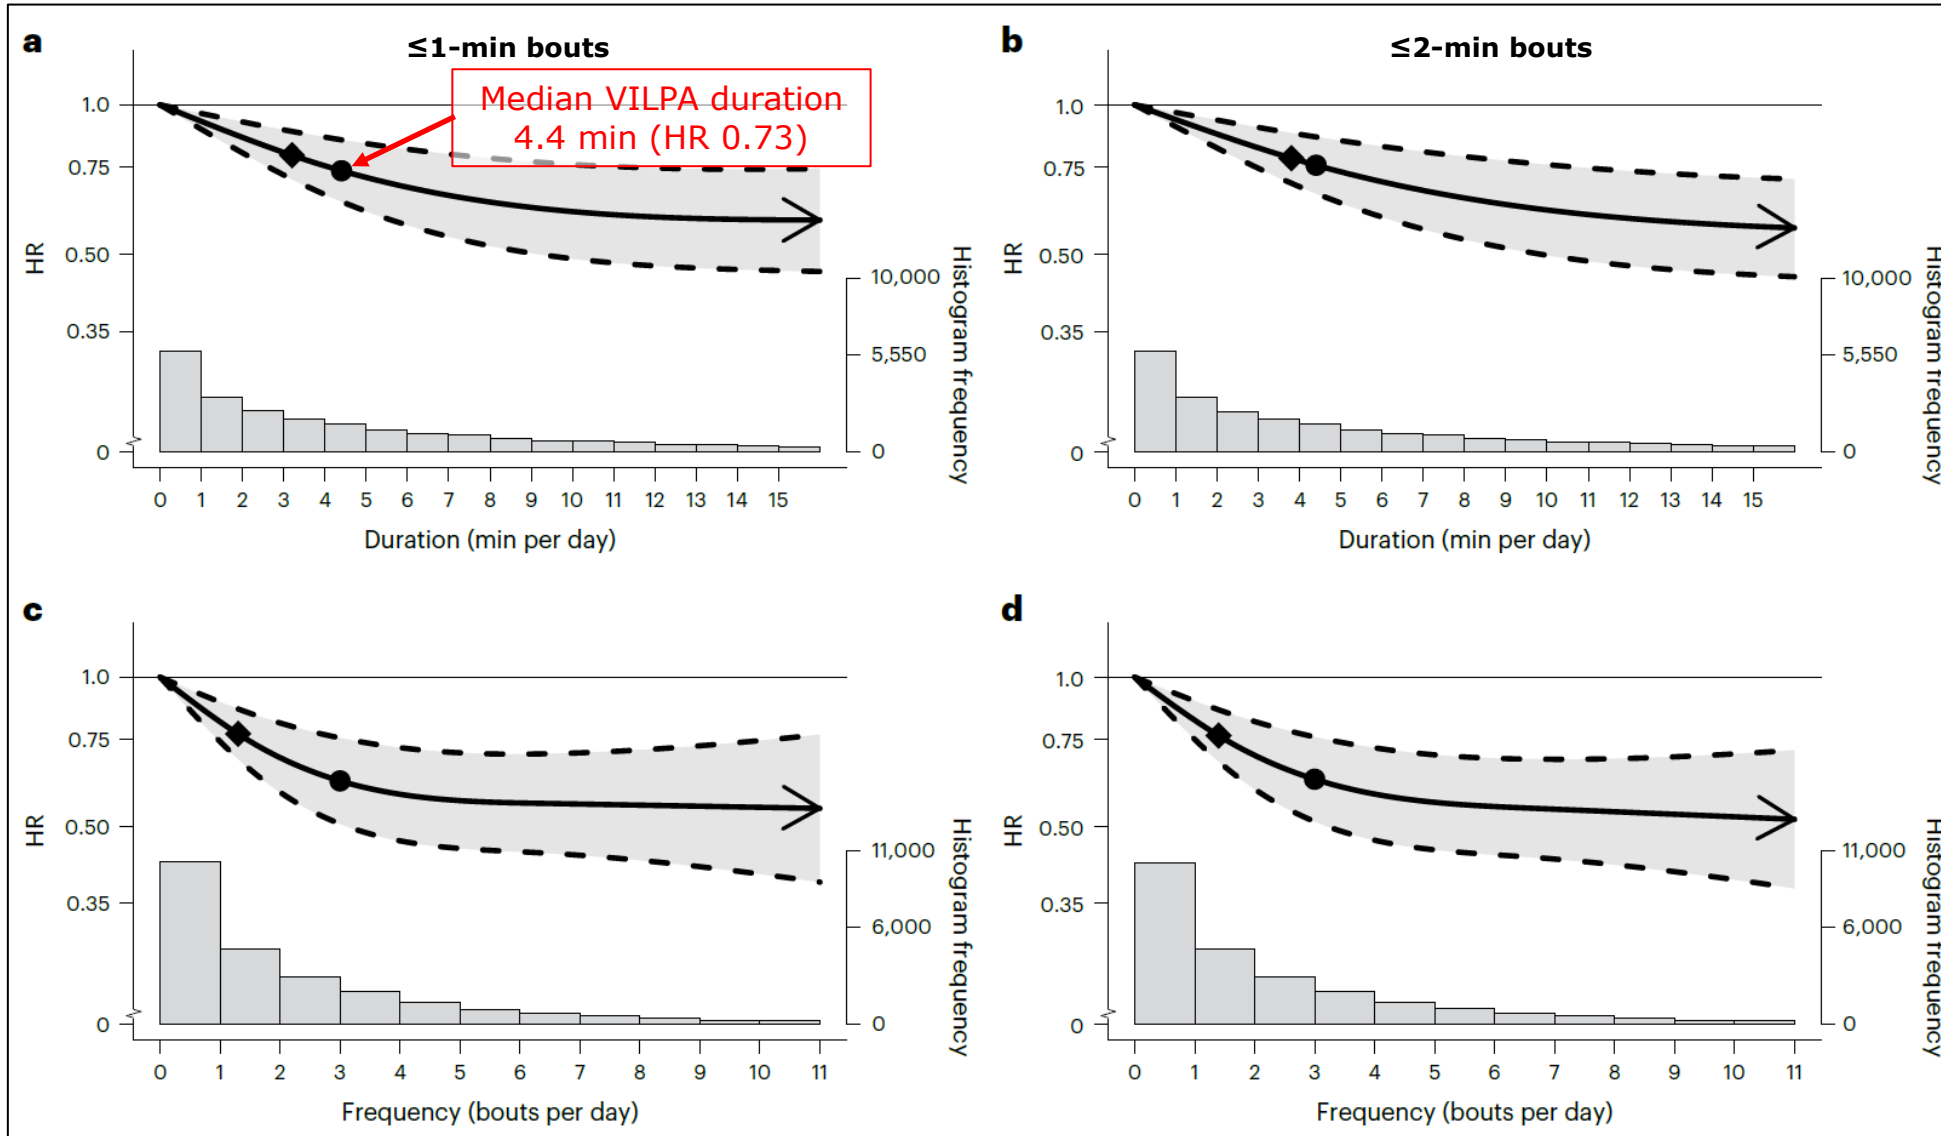 a
≤1-min bouts
Median VILPA duration
4.4 min (HR 0.73)
1.0
0.75
0.50
0.35
0
HR
10,000
5,550
0
Histogram frequency
0 1 2 3 4 5 6 7 8 9 10 11 12 13 14 15
Duration (min per day)
b
≤2-min bouts
1.0
0.75
0.50
0.35
0
HR
10,000
5,550
0
Histogram frequency
0 1 2 3 4 5 6 7 8 9 10 11 12 13 14 15
Duration (min per day)
c
1.0
0.75
0.50
0.35
0
HR
11,000
6,000
0
Histogram frequency
0 1 2 3 4 5 6 7 8 9 10 11
Frequency (bouts per day)
d
1.0
0.75
0.50
0.35
0
HR
11,000
6,000
0
Histogram frequency
0 1 2 3 4 5 6 7 8 9 10 11
Frequency (bouts per day)